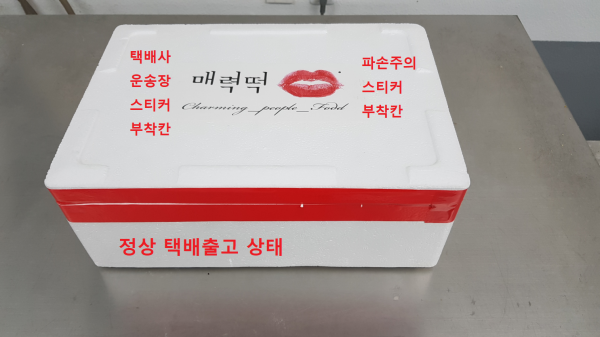 택배사
운송장
스티커
부착칸
매력떡
Charming_people_Food
파손주의
스티커
부착칸
정상 택배출고 상태